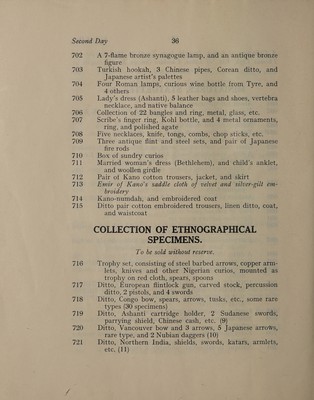 Second Day 36
702 A 7-flame bronze synagogue lamp, and an antique bronze
figure
703 Turkish hookah, 3 Chinese pipes, Corean ditto, and
Japanese artist's palettes
704 Four Roman lamps, curious wine bottle from Tyre, and
4 others
705 Lady's dress (Ashanti), 5 leather bags and shoes, vertebra
necklace, and native balance
706 Collection of 22 bangles and ring, metal, glass, etc.
707 Scribe's finger ring, Kohl bottle, and 4 metal ornaments,
ring, and polished agate
708 Five necklaces, knife, tongs, combs, chop sticks, etc.
709 Three antique flint and steel sets, and pair of Japanese
fire rods
710 Box of sundry curios
711 Married woman's dress (Bethlehem), and child's anklet,
and woollen girdle
712 Pair of Kano cotton trousers, jacket, and skirt
713 Emir of Kano's saddle cloth of velvet and silver-gilt em-
broidery
714 Kano-numdah, and embroidered coat
715 Ditto pair cotton embroidered trousers, linen ditto, coat,
and waistcoat
COLLECTION OF ETHNOGRAPHICAL
SPECIMENS.
To be sold without reserve.
716 Trophy set, consisting of steel barbed arrows, copper arm-
lets, knives and other Nigerian curios, mounted as
trophy on red cloth, spears, spoons
717 Ditto, European flintlock gun, carved stock, percussion
ditto, 2 pistols, and 4 swords
718 Ditto, Congo bow, spears, arrows, tusks, etc., some rare
types (30 specimens)
719 Ditto, Ashanti cartridge holder, 2 Sudanese swords,
parrying shield, Chinese cash, etc. (9)
720 Ditto, Vancouver bow and 3 arrows, 5 Japanese arrows,
rare type, and 2 Nubian daggers (10)
721 Ditto, Northern India, shields, swords, katars, armlets,
etc. (11)